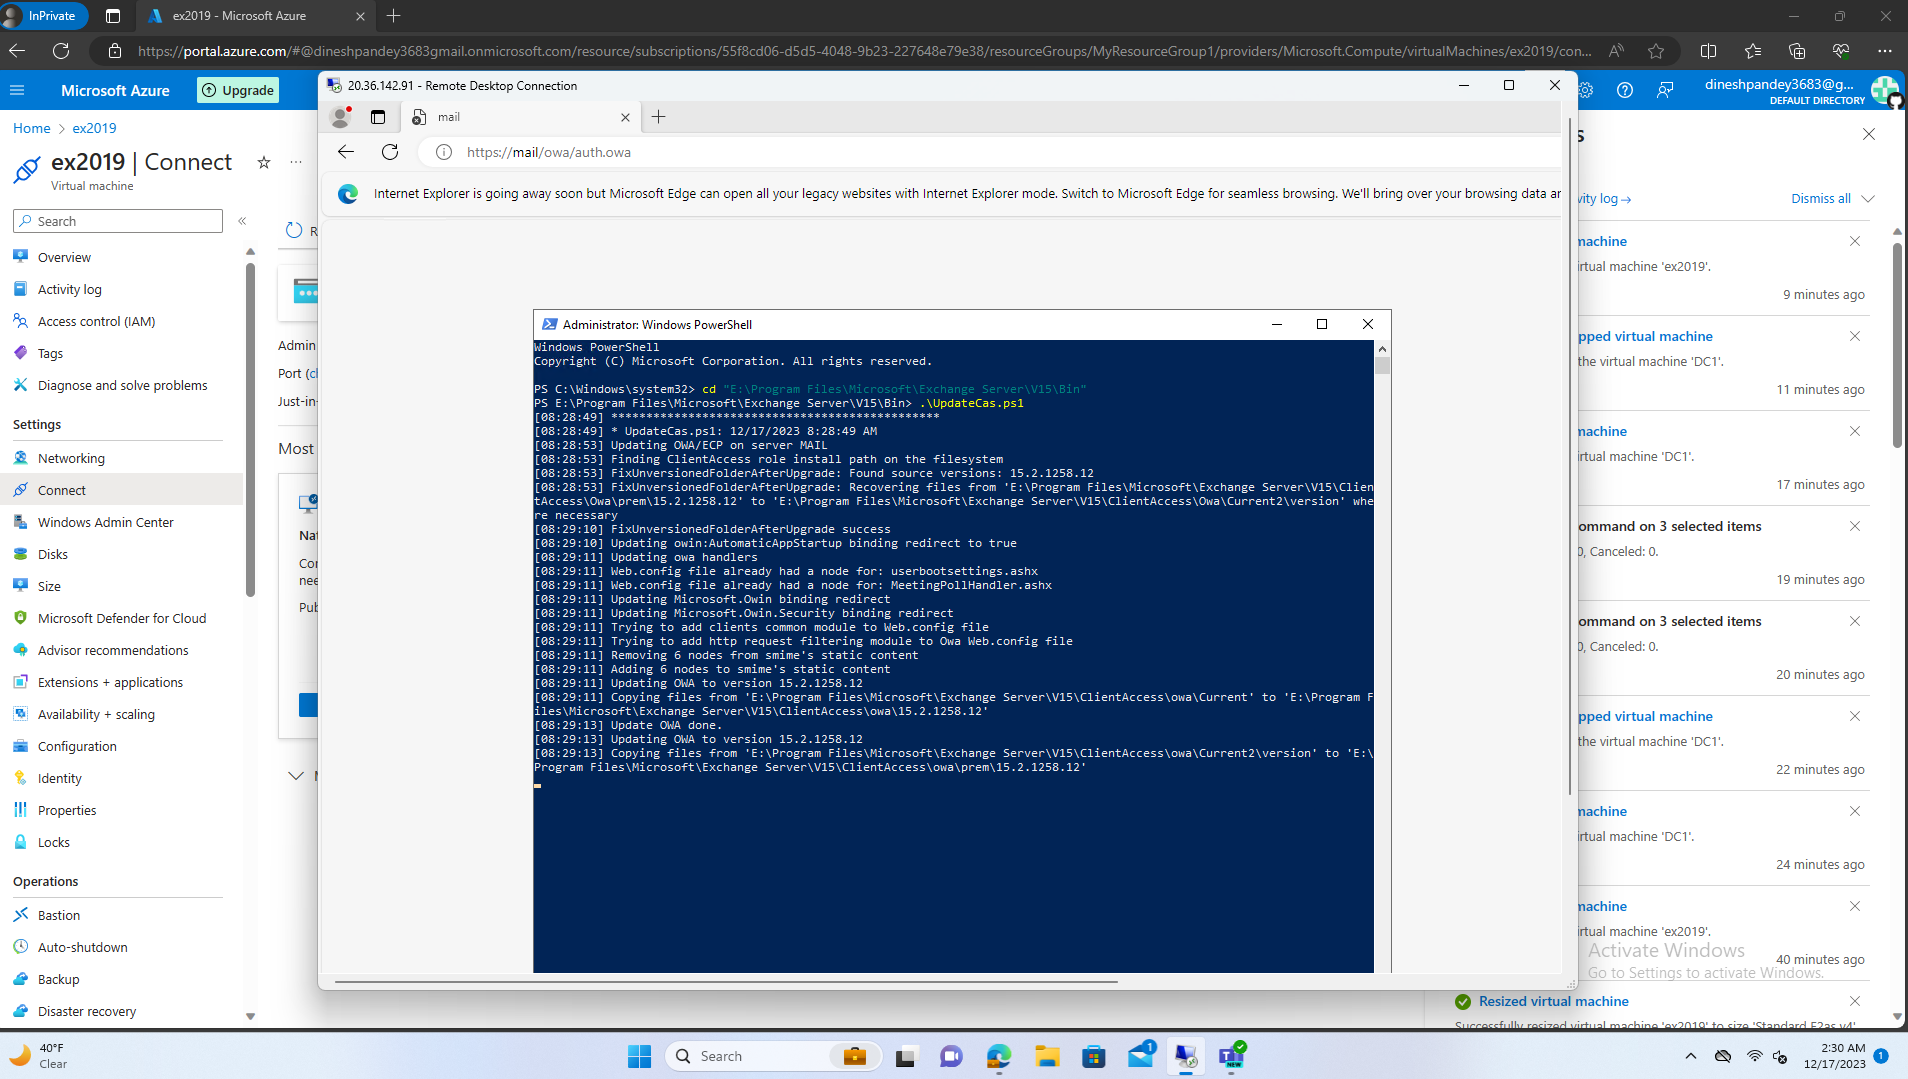 InPrivate
ex2019 - Microsoft Azure
https://portal.azure.com/#@dineshpandey3683gmail.onmicrosoft.com/resource/subscriptions/55f8cd06-d5d5-4048-9b23-227648e79e38/resourceGroups/MyResourceGroup1/providers/Microsoft.Compute/virtualMachines/ex2019/con...
Microsoft Azure
Upgrade
dineshpandey3683@g...
DEFAULT DIRECTORY
Home > ex2019
ex2019 | Connect
Virtual machine
Search
Overview
Activity log
Access control (IAM)
Tags
Diagnose and solve problems
Settings
Networking
Connect
Windows Admin Center
Disks
Size
Microsoft Defender for Cloud
Advisor recommendations
Extensions + applications
Availability + scaling
Configuration
Identity
Properties
Locks
Operations
Bastion
Auto-shutdown
Backup
Disaster recovery
R
Admin
Port (c
Just-in-
Most
Nat
Cor
nee
Pub
20.36.142.91 - Remote Desktop Connection
mail
https://mail/owa/auth.owa
Internet Explorer is going away soon but Microsoft Edge can open all your legacy websites with Internet Explorer mode. Switch to Microsoft Edge for seamless browsing. We'll bring over your browsing data ar
Administrator: Windows PowerShell
Windows PowerShell
Copyright (C) Microsoft Corporation. All rights reserved.
PS C:\Windows\system32> cd "E:\Program Files\Microsoft\Exchange Server\V15\Bin"
PS E:\Program Files\Microsoft\Exchange Server\V15\Bin> .\UpdateCas.ps1
[08:28:49] ***********************************************
[08:28:49] * UpdateCas.ps1: 12/17/2023 8:28:49 AM
[08:28:53] Updating OWA/ECP on server MAIL
[08:28:53] Finding ClientAccess role install path on the filesystem
[08:28:53] FixUnversionedFolderAfterUpgrade: Found source versions: 15.2.1258.12
[08:28:53] FixUnversionedFolderAfterUpgrade: Recovering files from 'E:\Program Files\Microsoft\Exchange Server\V15\Clien
tAccess\Owa\prem\15.2.1258.12' to 'E:\Program Files\Microsoft\Exchange Server\V15\ClientAccess\Owa\Current2\version' whe
re necessary
[08:29:10] FixUnversionedFolderAfterUpgrade success
[08:29:10] Updating owin:AutomaticAppStartup binding redirect to true
[08:29:11] Updating owa handlers
[08:29:11] Web.config file already had a node for: userbootsettings.ashx
[08:29:11] Web.config file already had a node for: MeetingPollHandler.ashx
[08:29:11] Updating Microsoft.Owin binding redirect
[08:29:11] Updating Microsoft.Owin.Security binding redirect
[08:29:11] Trying to add clients common module to Web.config file
[08:29:11] Trying to add http request filtering module to Owa Web.config file
[08:29:11] Removing 6 nodes from smime's static content
[08:29:11] Adding 6 nodes to smime's static content
[08:29:11] Updating OWA to version 15.2.1258.12
[08:29:11] Copying files from 'E:\Program Files\Microsoft\Exchange Server\V15\ClientAccess\owa\Current' to 'E:\Program F
iles\Microsoft\Exchange Server\V15\ClientAccess\owa\15.2.1258.12'
[08:29:13] Update OWA done.
[08:29:13] Updating OWA to version 15.2.1258.12
[08:29:13] Copying files from 'E:\Program Files\Microsoft\Exchange Server\V15\ClientAccess\owa\Current2\version' to 'E:\
Program Files\Microsoft\Exchange Server\V15\ClientAccess\owa\prem\15.2.1258.12'
s
vity log
Dismiss all
nachine
irtual machine 'ex2019'.
9 minutes ago
pped virtual machine
the virtual machine 'DC1'.
11 minutes ago
nachine
irtual machine 'DC1'.
17 minutes ago
ommand on 3 selected items
0, Canceled: 0.
19 minutes ago
ommand on 3 selected items
0, Canceled: 0.
20 minutes ago
pped virtual machine
the virtual machine 'DC1'.
22 minutes ago
nachine
irtual machine 'DC1'.
24 minutes ago
nachine
irtual machine 'ex2019'.
Activate Windows
40 minutes ago
Go to Settings to activate Windows.
Resized virtual machine
Successfully resized virtual machine 'ex2019' to size 'Standard F2as v4'
40°F
Clear
Search
1
NEW
2:30 AM
12/17/2023
1